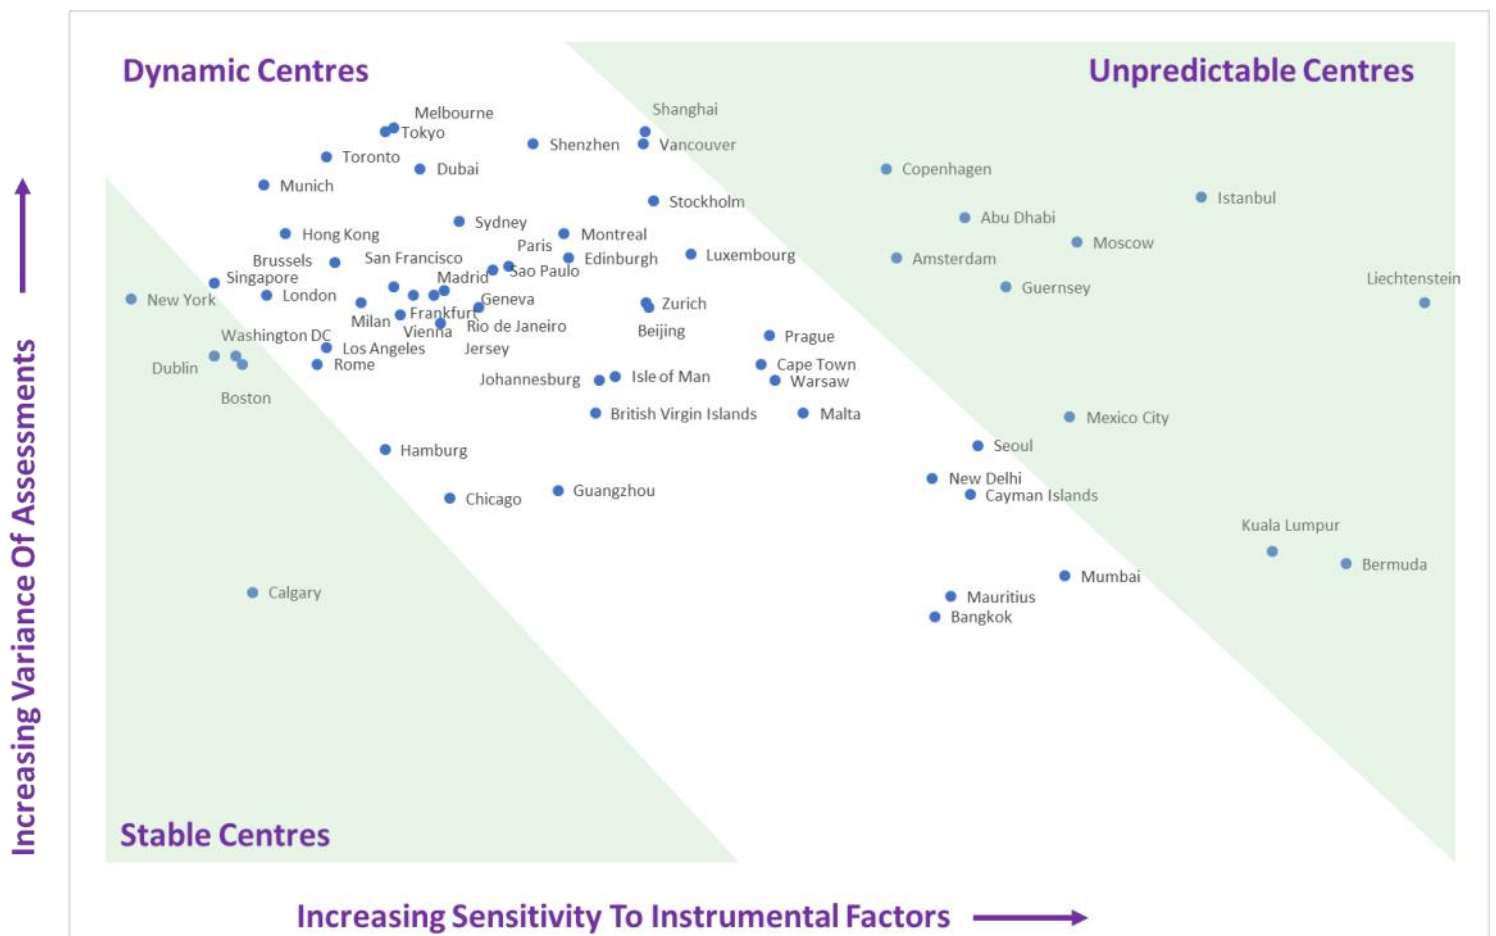 Dynamic Centres
Unpredictable Centres
Melbourne
Shanghai
Tokyo
Shenzhen
Vancouver
Toronto
Dubai
Copenhagen
Munich
Istanbul
Stockholm
Abu Dhabi
Sydney
Hong Kong
Montreal
Moscow
Paris
Brussels
San Francisco
Edinburgh
Luxembourg
Amsterdam
Singapore
Madrid
Sao Paulo
Liechtenstein
Guernsey
New York
London
Geneva
Zurich
Milan
Frankfurt
Rio de Janeiro
Beijing
Washington DC
Vienna
Prague
Los Angeles
Jersey
Dublin
Rome
Cape Town
Johannesburg
Isle of Man
Warsaw
Boston
British Virgin Islands
Malta
Mexico City
Hamburg
Seoul
New Delhi
Chicago
Guangzhou
Cayman Islands
Kuala Lumpur
Bermuda
Mumbai
Calgary
Mauritius
Bangkok
Stable Centres
Increasing Variance Of Assessments
Increasing Sensitivity To Instrumental Factors